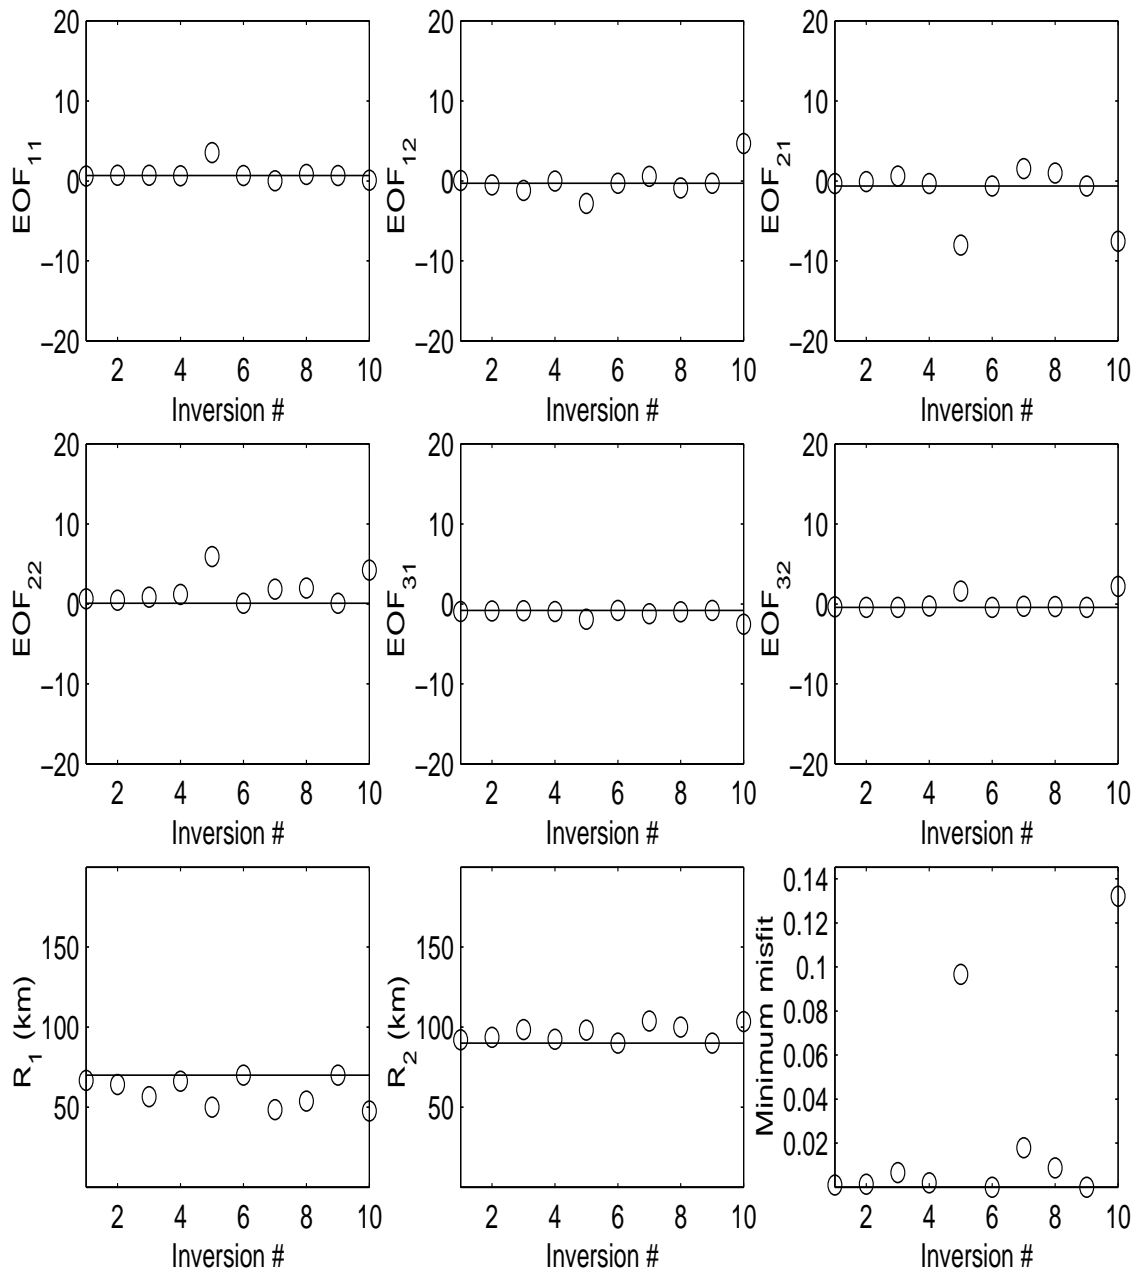 20 20 20
10 10 10
EOF11 0 EOF12 0 EOF21 0
−10 −10 −10
−20 −20 −20
2 4 6 8 10 2 4 6 8 10 2 4 6 8 10
Inversion # Inversion # Inversion #
20 20 20
10 10 10
EOF22 0 EOF31 0 EOF32 0
−10 −10 −10
−20 −20 −20
2 4 6 8 10 2 4 6 8 10 2 4 6 8 10
Inversion # Inversion # Inversion #
R1 (km)
150
100
50
2 4 6 8 10
Inversion #
R2 (km)
150
100
50
2 4 6 8 10
Inversion #
Minimum misfit
0.14
0.12
0.1
0.08
0.06
0.04
0.02
2 4 6 8 10
Inversion #